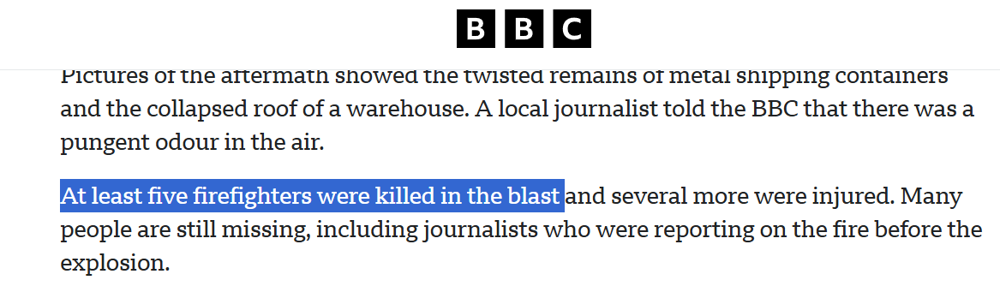 BBC
Pictures of the aftermath showed the twisted remains of metal shipping containers
and the collapsed roof of a warehouse. A local journalist told the BBC that there was a
pungent odour in the air.
At least five firefighters were killed in the blast and several more were injured. Many
people are still missing, including journalists who were reporting on the fire before the
explosion.